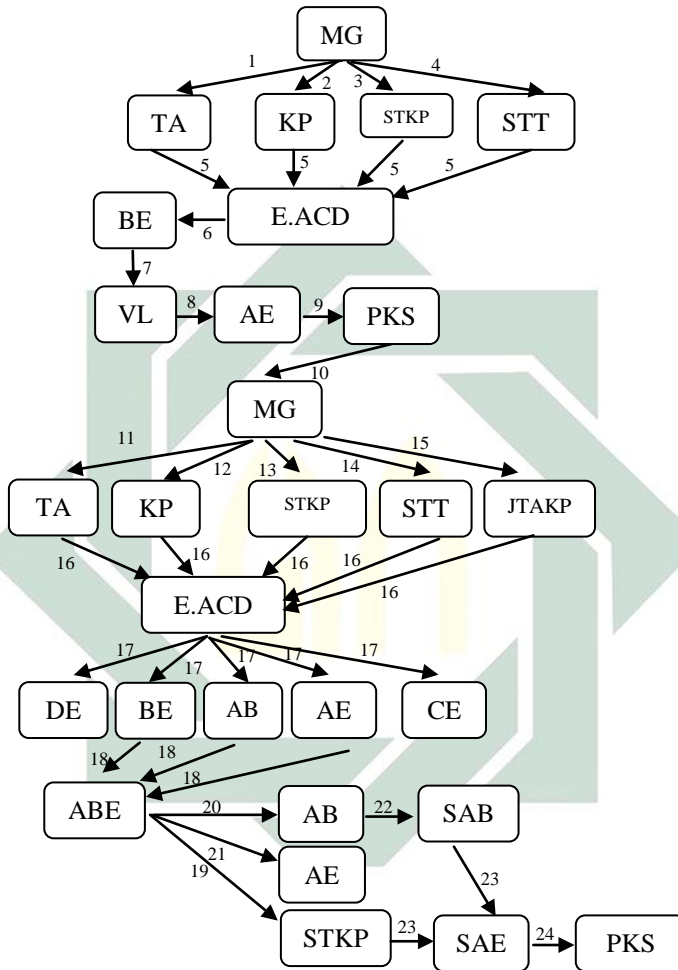 MG
1 2 3 4
TA KP STKP STT
5 5 5 5
BE 6 E.ACD
7
VL 8 AE 9 PKS
10
MG
11 12 13 14 15
TA KP STKP STT JTAKP
16 16 16 16 16
E.ACD
17 17 17 17 17
DE BE AB AE CE
18 18 18
ABE 20 AB 22 SAB
21 AE 23
19
STKP 23 SAE 24 PKS